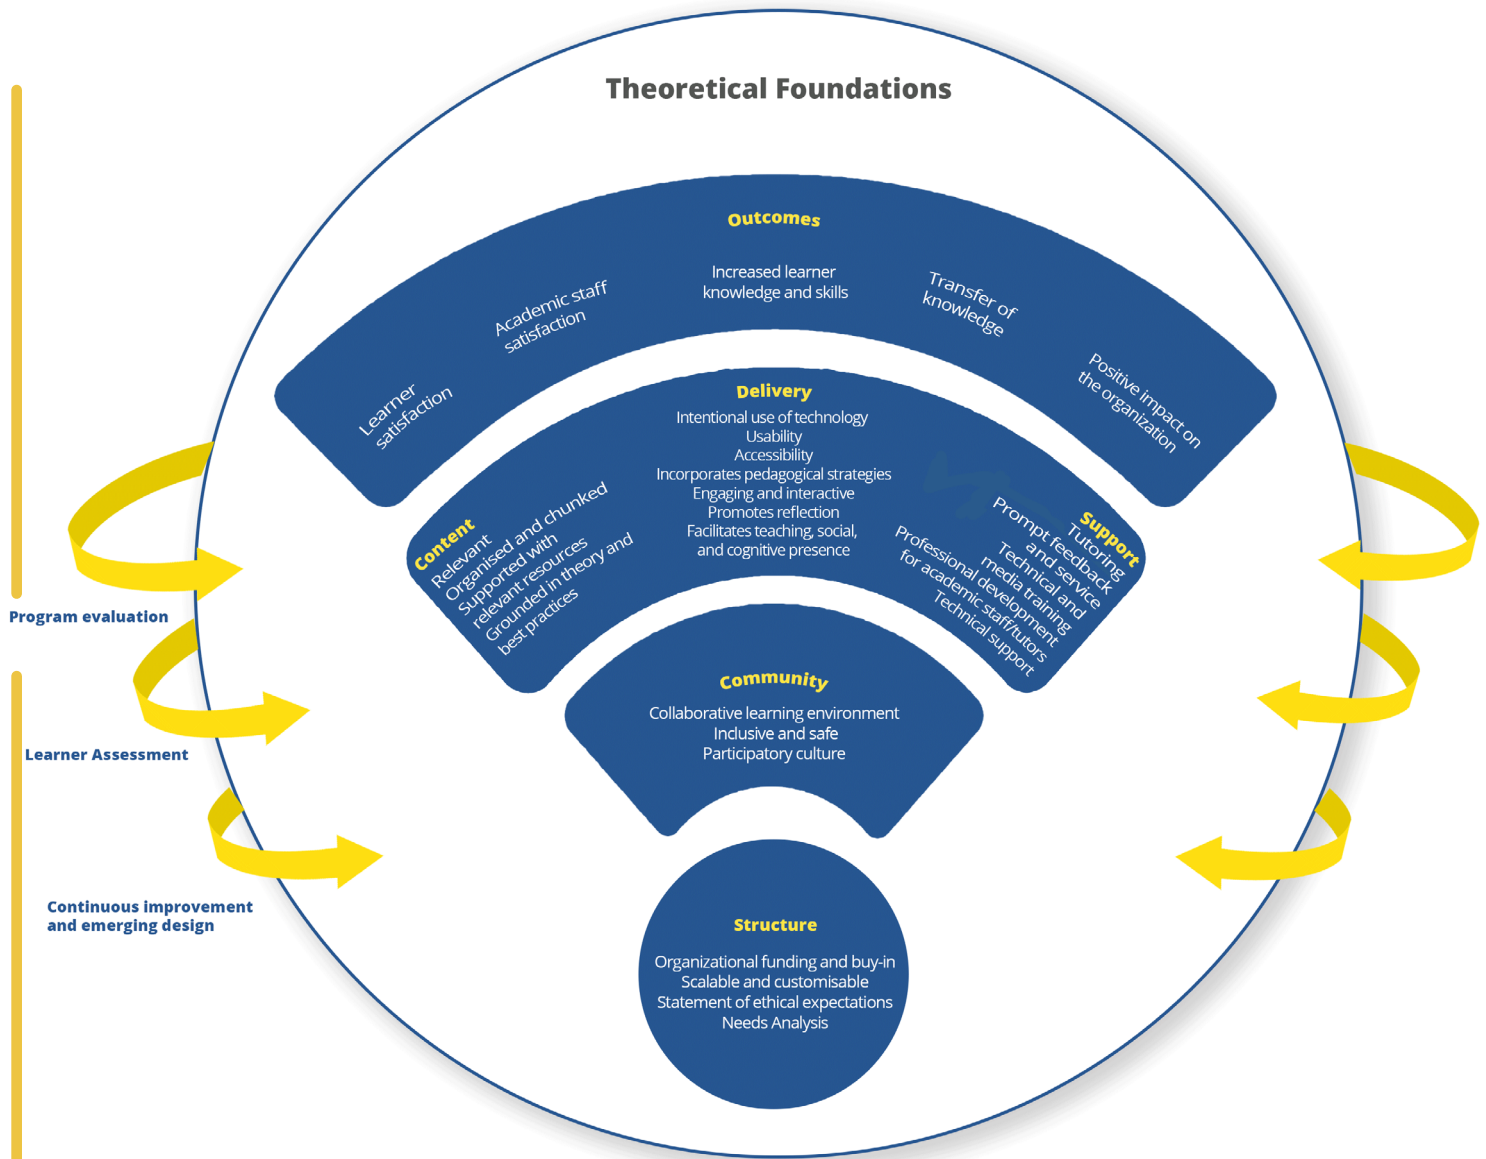 Theoretical Foundations
Outcomes
Learner
satisfaction
Academic staff
satisfaction
Increased learner
knowledge and skills
Transfer of
knowledge
Positive impact on
the organization
Content
Relevant
Organised and chunked
Supported with
relevant resources
Grounded in theory and
best practices
Delivery
Intentional use of technology
Usability
Accessibility
Incorporates pedagogical strategies
Engaging and interactive
Promotes reflection
Facilitates teaching, social,
and cognitive presence
Support
Tutoring
Prompt feedback
and service
Technical and
media training
Professional development
for academic staff/tutors
Technical support
Community
Collaborative learning environment
Inclusive and safe
Participatory culture
Structure
Organizational funding and buy-in
Scalable and customisable
Statement of ethical expectations
Needs Analysis
Program evaluation
Learner Assessment
Continuous improvement
and emerging design